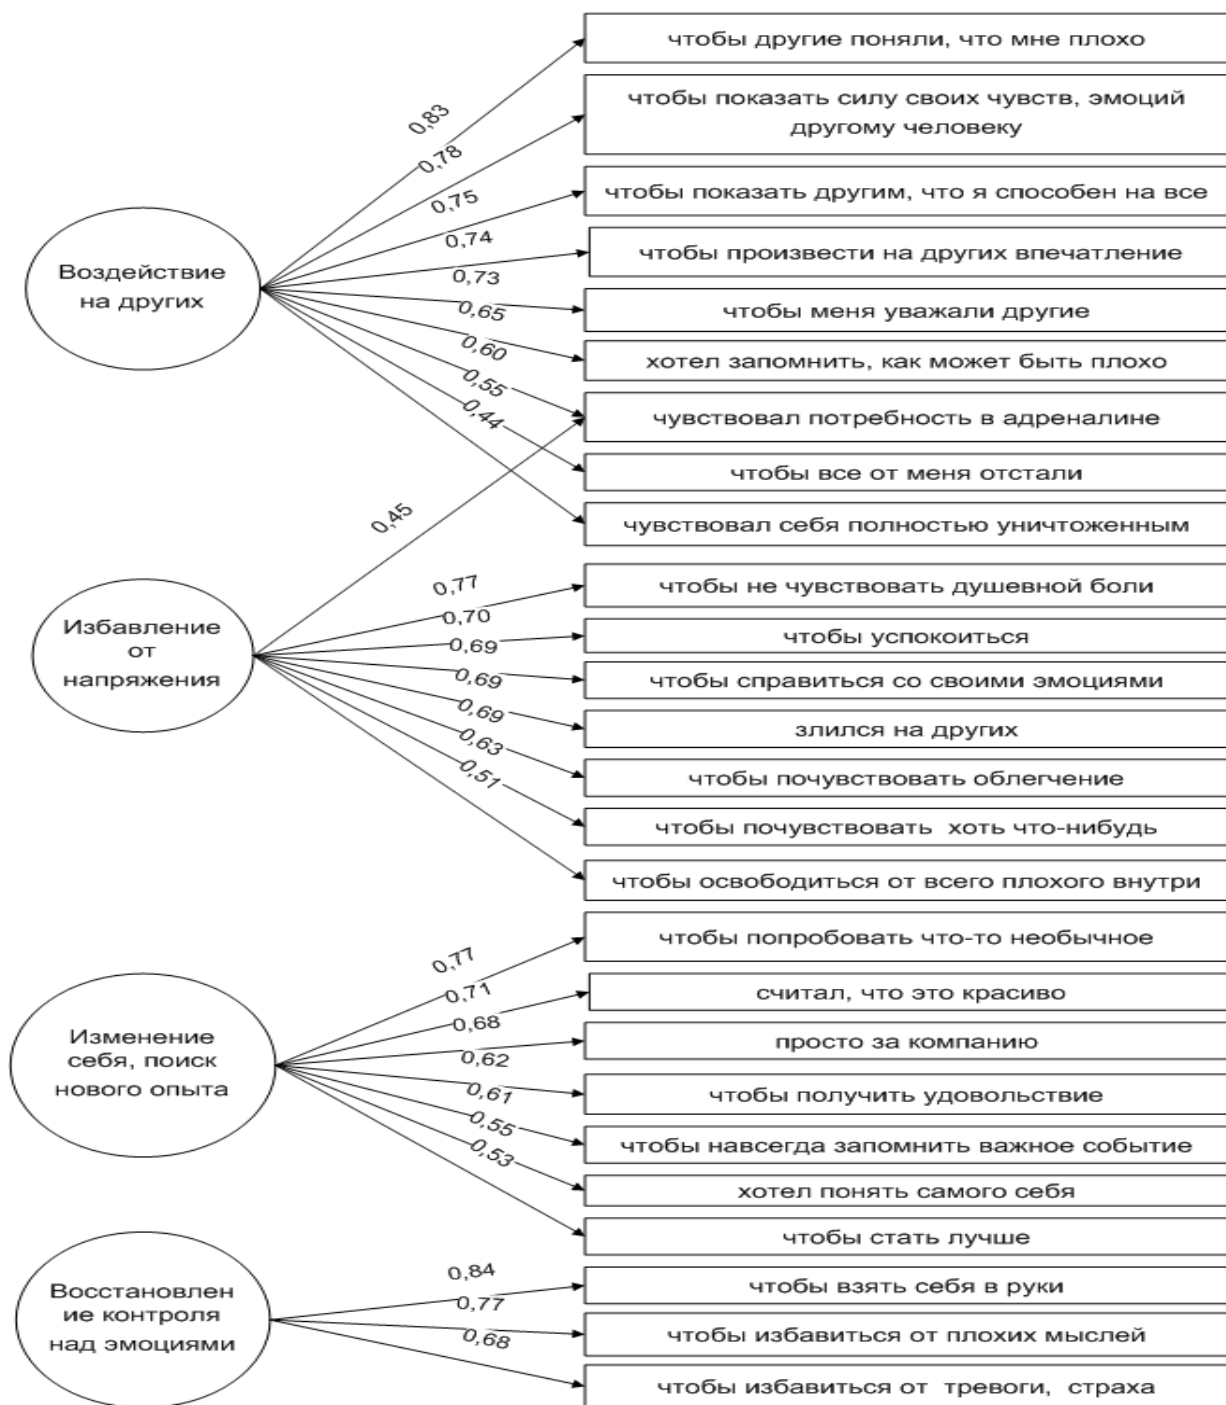 чтобы другие поняли, что мне плохо
чтобы показать силу своих чувств, эмоций
другому человеку
чтобы показать другим, что я способен на все
чтобы произвести на других впечатление
чтобы меня уважали другие
хотел запомнить, как может быть плохо
чувствовал потребность в адреналине
чтобы все от меня отстали
чувствовал себя полностью уничтоженным
0,83
0,78
0,75
0,74
0,73
0,65
0,60
0,55
0,44
Воздействие
на других
0,45
чтобы не чувствовать душевной боли
чтобы успокоиться
чтобы справиться со своими эмоциями
злился на других
чтобы почувствовать облегчение
чтобы почувствовать хоть что-нибудь
чтобы освободиться от всего плохого внутри
0,77
0,70
0,69
0,69
0,69
0,63
0,51
Избавление
от
напряжения
чтобы попробовать что-то необычное
считал, что это красиво
просто за компанию
чтобы получить удовольствие
чтобы навсегда запомнить важное событие
хотел понять самого себя
чтобы стать лучше
0,77
0,71
0,68
0,62
0,61
0,55
0,53
Изменение
себя, поиск
нового опыта
чтобы взять себя в руки
чтобы избавиться от плохих мыслей
чтобы избавиться от тревоги, страха
0,84
0,77
0,68
Восстановлен
ие контроля
над эмоциями